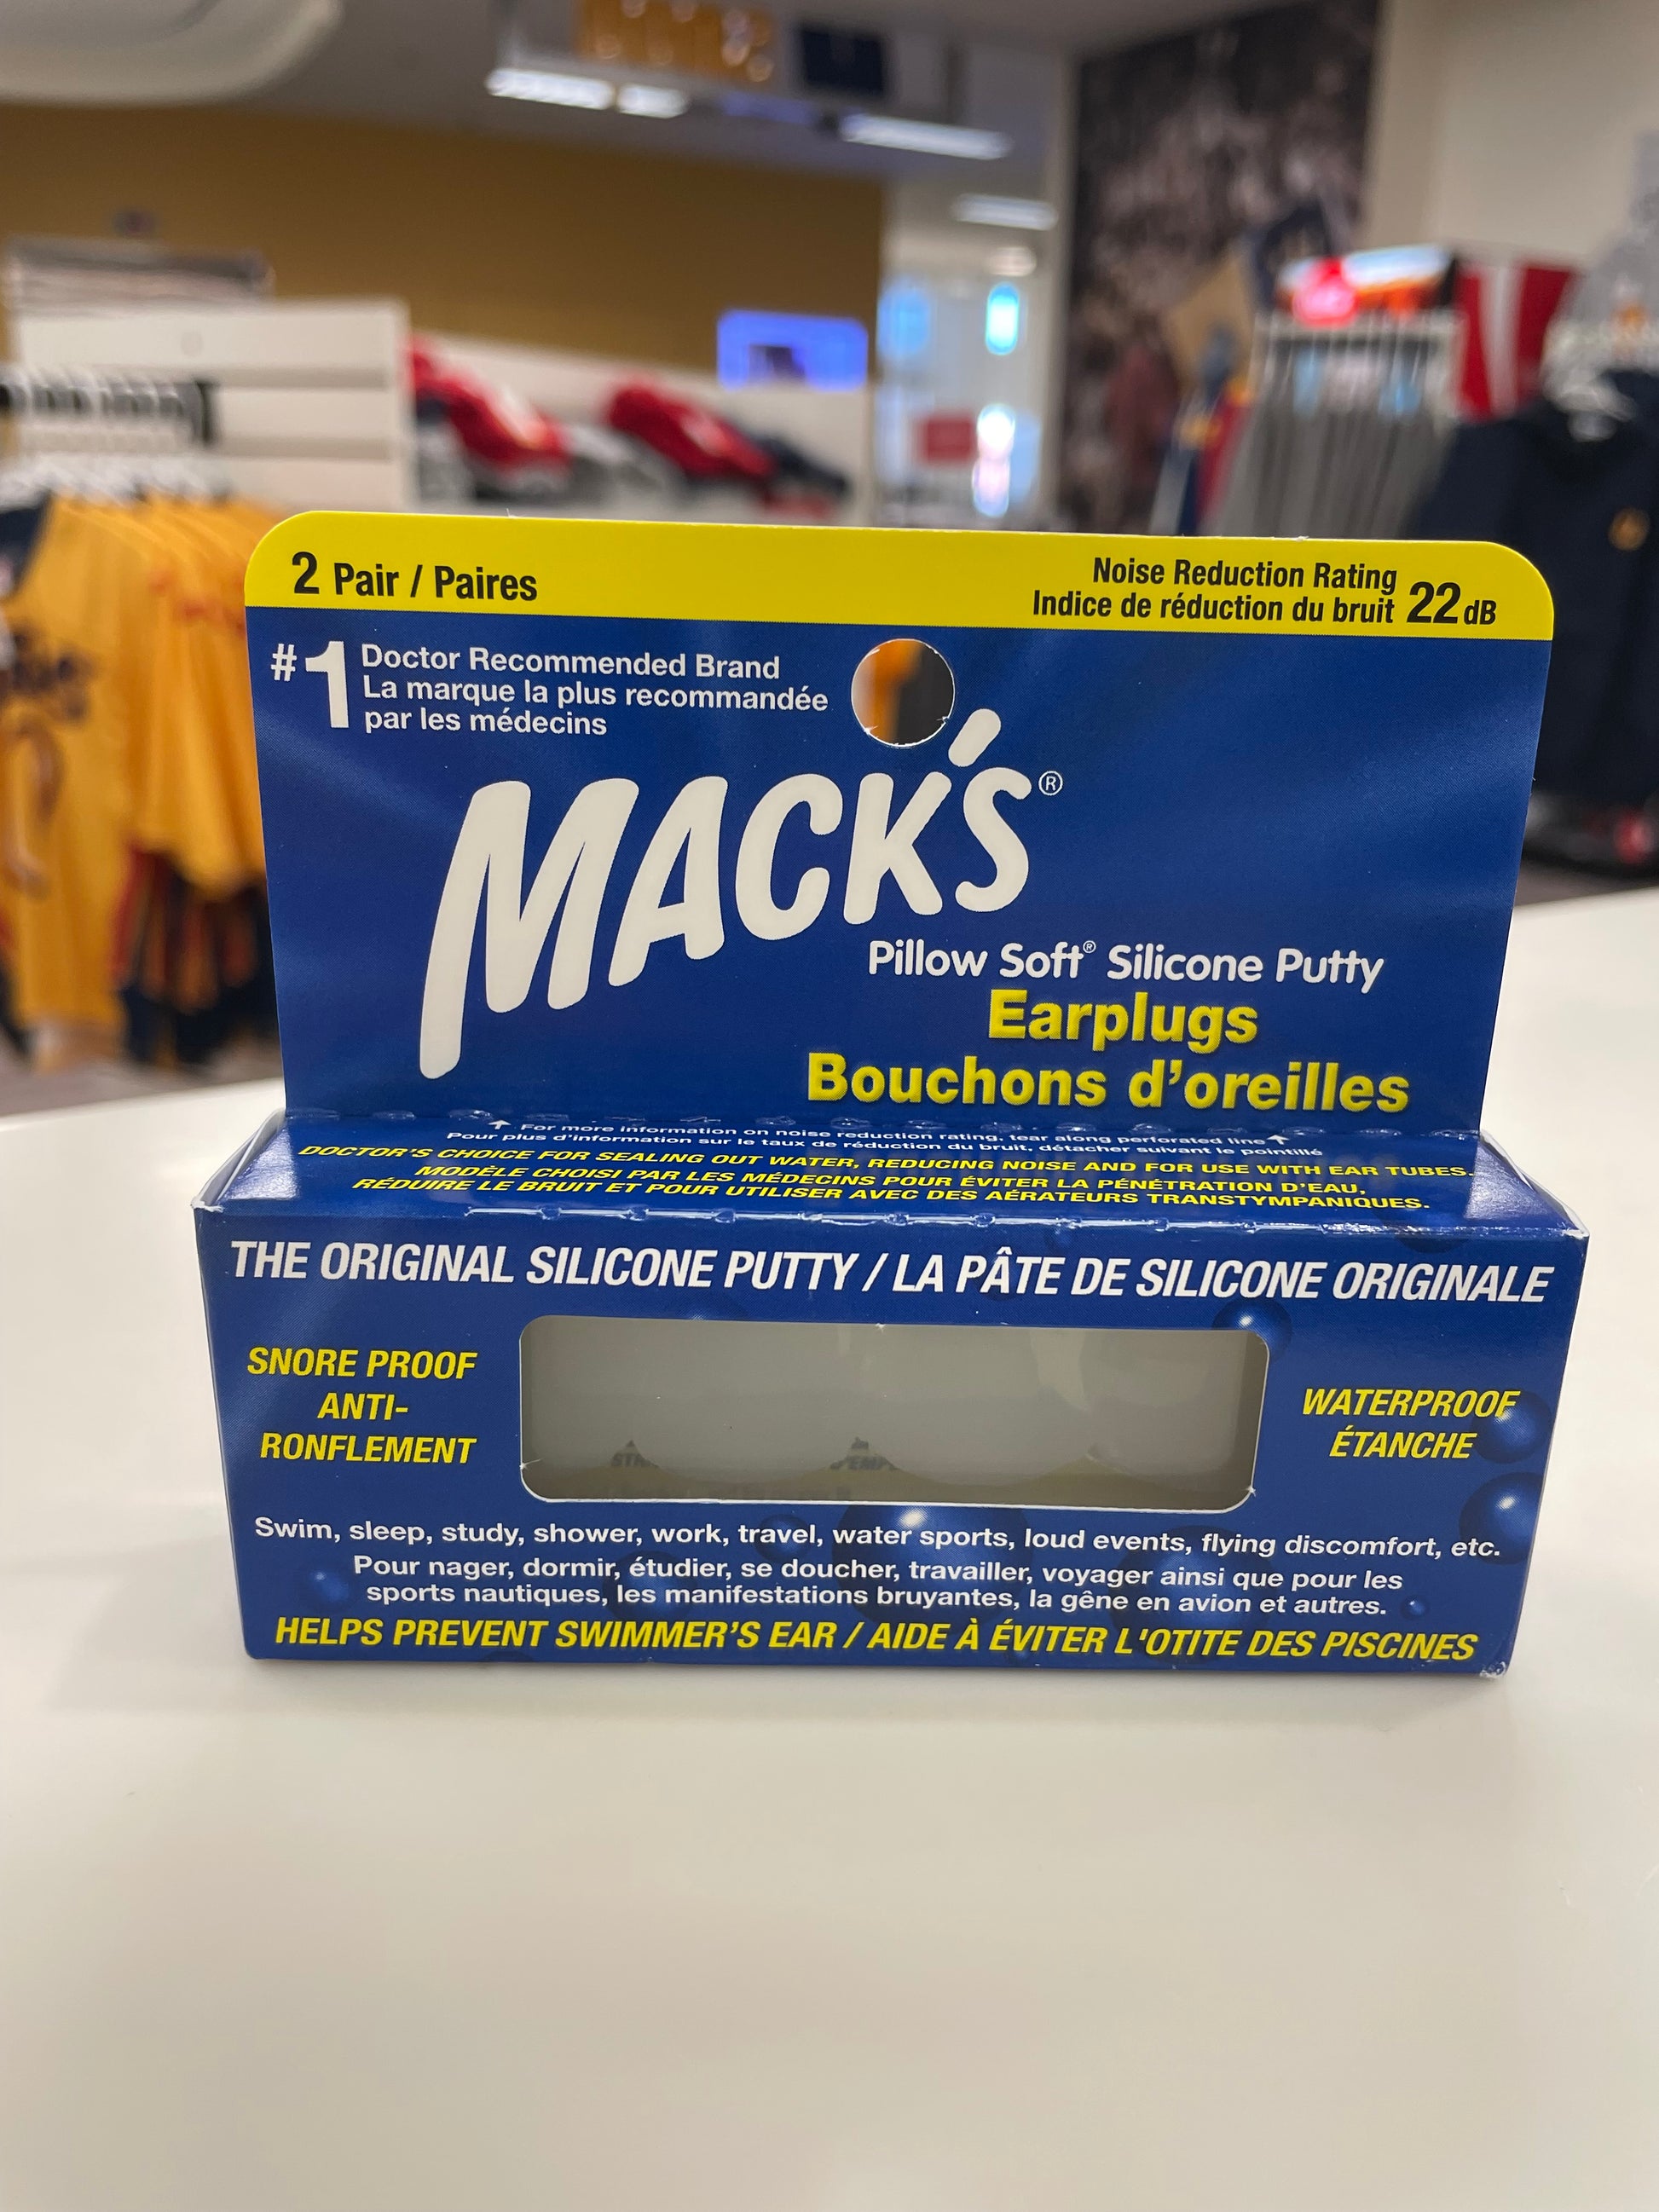 2 Pair / Paires
Noise Reduction Rating
Indice de réduction du bruit 22 dB
#1 Doctor Recommended Brand
La marque la plus recommandée
par les médecins
MACK'S®
Pillow Soft® Silicone Putty
Earplugs
Bouchons d'oreilles
For more information on noise reduction rating, tear along perforated line
Pour plus d'information sur le taux de réduction du bruit, détacher suivant le pointillé
DOCTOR'S CHOICE FOR SEALING OUT WATER, REDUCING NOISE AND FOR USE WITH EAR TUBES.
MODÈLE CHOISI PAR LES MÉDECINS POUR ÉVITER LA PÉNÉTRATION D'EAU,
RÉDUIRE LE BRUIT ET POUR UTILISER AVEC DES AÉRATEURS TRANSTYMPANIQUES.
THE ORIGINAL SILICONE PUTTY / LA PÂTE DE SILICONE ORIGINALE
SNORE PROOF
ANTI-
RONFLEMENT
WATERPROOF
ÉTANCHE
Swim, sleep, study, shower, work, travel, water sports, loud events, flying discomfort, etc.
Pour nager, dormir, étudier, se doucher, travailler, voyager ainsi que pour les
sports nautiques, les manifestations bruyantes, la gêne en avion et autres.
HELPS PREVENT SWIMMER'S EAR / AIDE À ÉVITER L'OTITE DES PISCINES